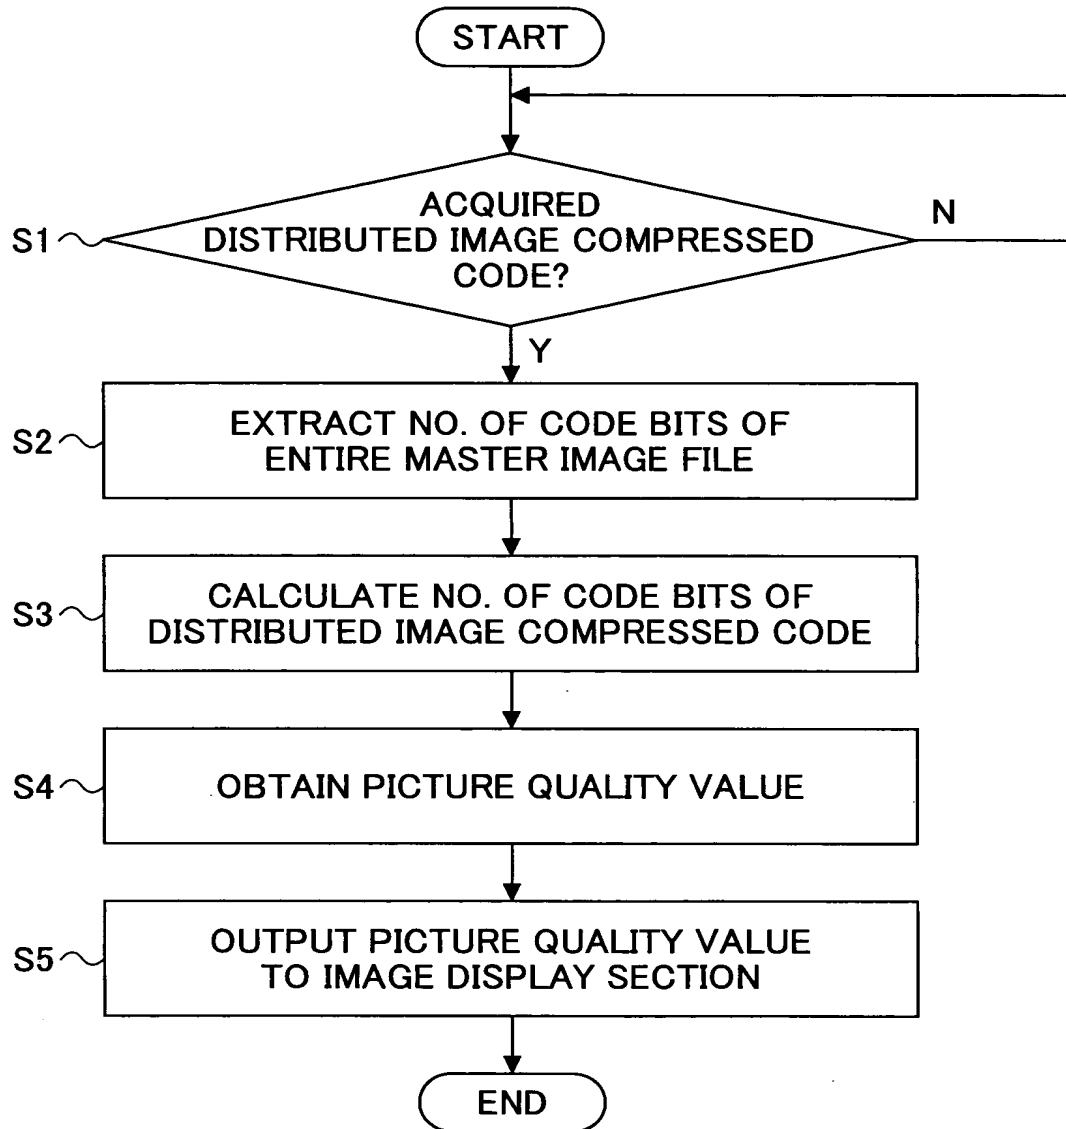 START
ACQUIRED
DISTRIBUTED IMAGE COMPRESSED
CODE?
S1
N
Y
S2
EXTRACT NO. OF CODE BITS OF
ENTIRE MASTER IMAGE FILE
S3
CALCULATE NO. OF CODE BITS OF
DISTRIBUTED IMAGE COMPRESSED CODE
S4
OBTAIN PICTURE QUALITY VALUE
S5
OUTPUT PICTURE QUALITY VALUE
TO IMAGE DISPLAY SECTION
END